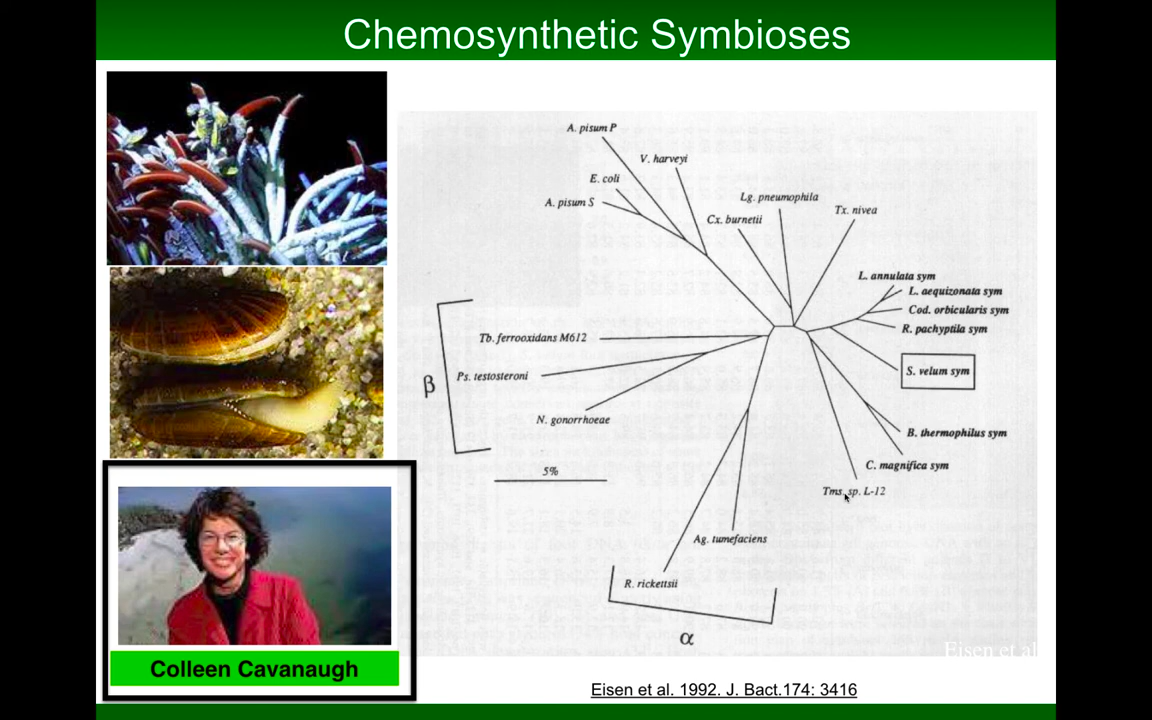 Chemosynthetic Symbioses
A. pisum P
V. harveyi
E. coli
A. pisum S
Lg. pneumophila
Cx. burnetii
Tx. nivea
L. annulata sym
L. aequizonata sym
Cod. orbicularis sym
R. pachyptila sym
S. velum sym
B. thermophilus sym
C. magnifica sym
Tms. sp. L-12
β
Tb. ferrooxidans M612
Ps. testosteroni
N. gonorrhoeae
5%
Ag. tumefaciens
R. rickettsii
α
Eisen et al
Colleen Cavanaugh
Eisen et al. 1992. J. Bact.174: 3416